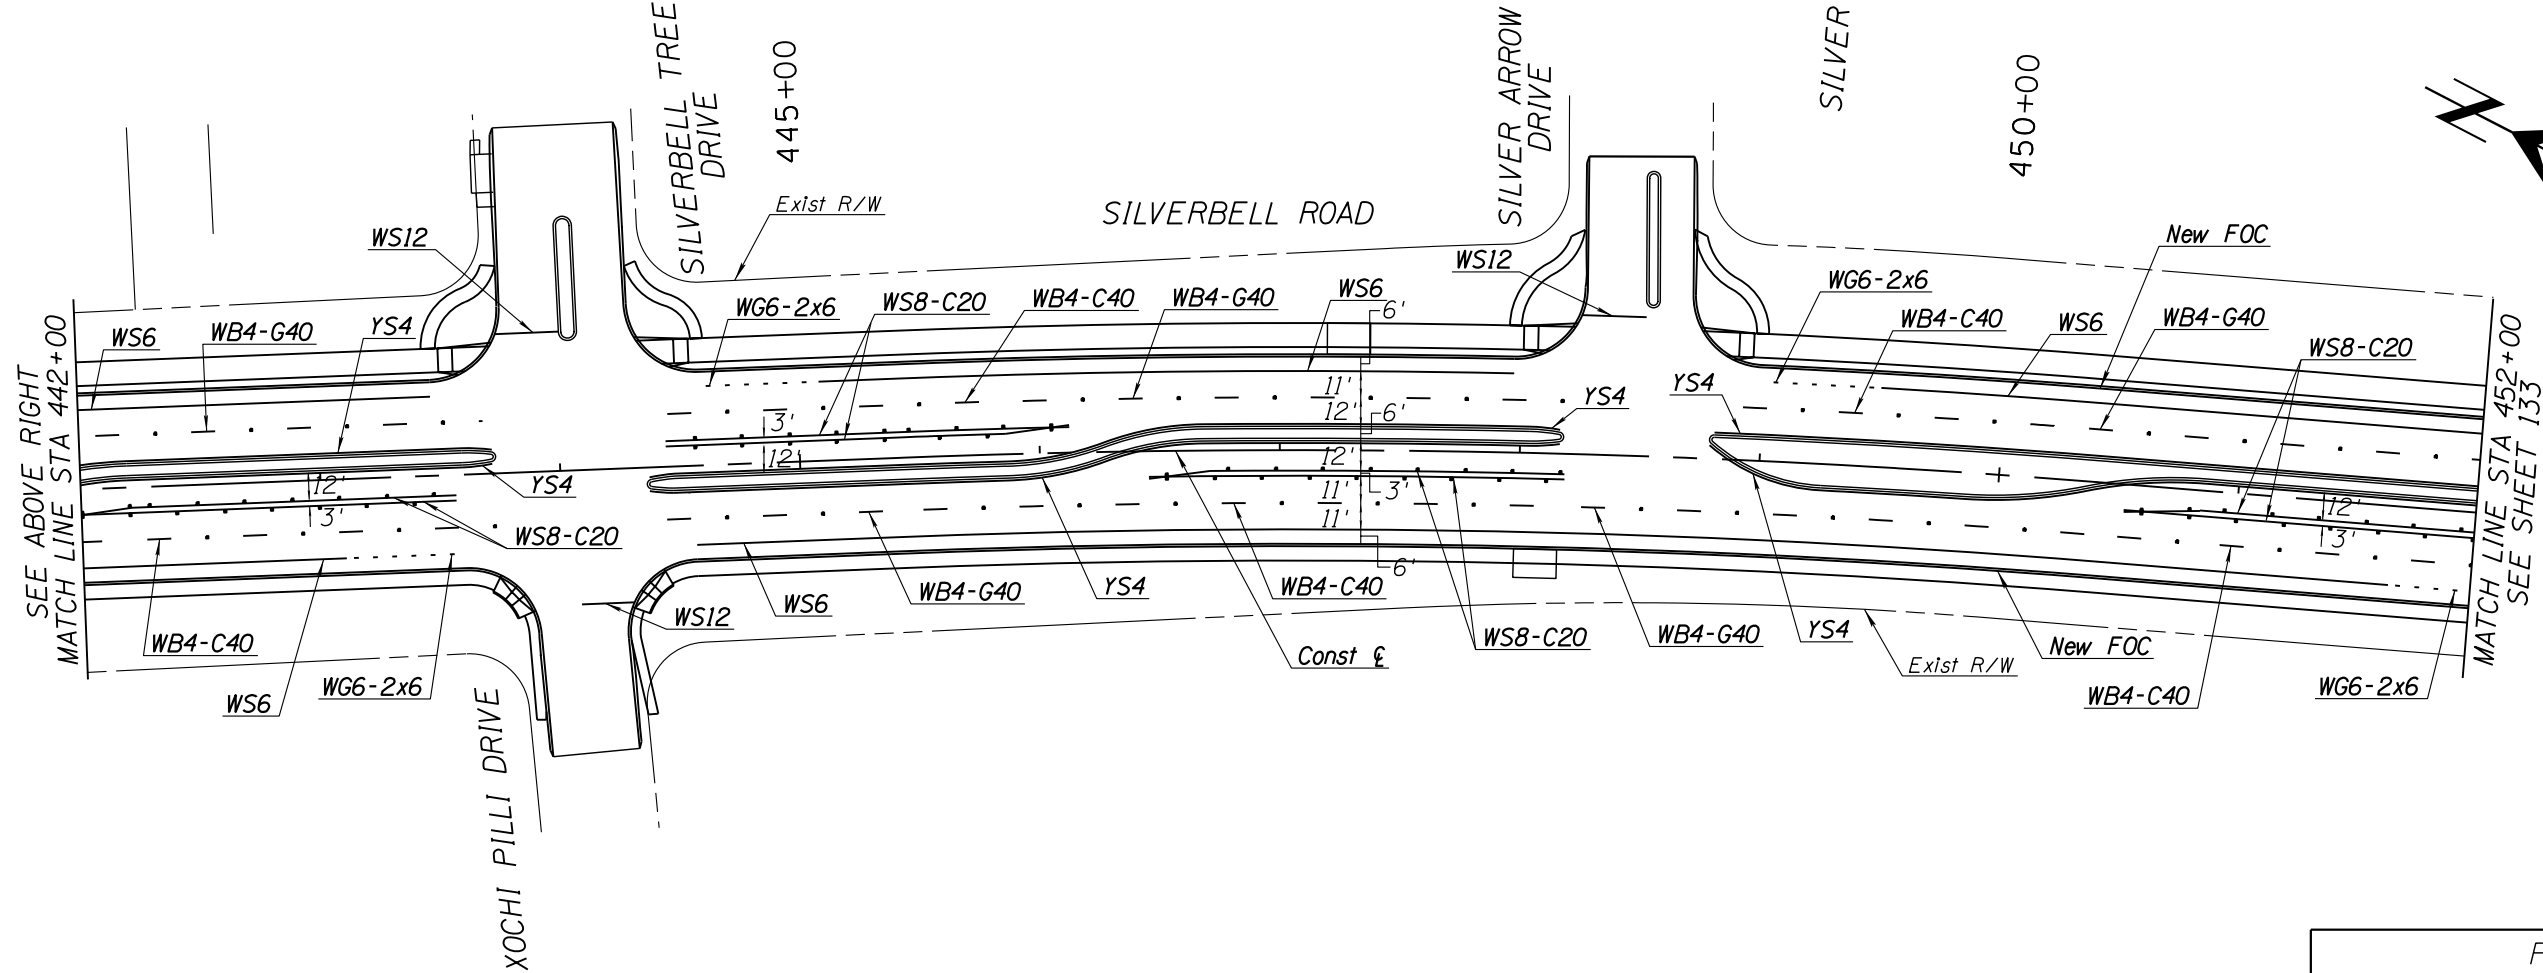 SILVERBELL TREE
DRIVE
445+00
SILVER ARROW
DRIVE
SILVER
450+00
Exist R/W
SILVERBELL ROAD
New FOC
WS12
WS12
WS6
WB4-G40
YS4
WG6-2x6
WS8-C20
WB4-C40
WB4-G40
WS6
6'
WG6-2x6
WB4-C40
WS6
WB4-G40
WS8-C20
SEE ABOVE RIGHT
MATCH LINE STA 442+00
11'
12'
6'
YS4
YS4
3'
12'
12'
3'
YS4
12'
11'
3'
11'
6'
12'
3'
MATCH LINE STA 452+00
SEE SHEET 133
WS8-C20
WB4-C40
WS6
WG6-2x6
WS12
WS6
WB4-G40
YS4
WB4-C40
Const ℄
WS8-C20
WB4-G40
YS4
Exist R/W
New FOC
WB4-C40
WG6-2x6
XOCHI PILLI DRIVE